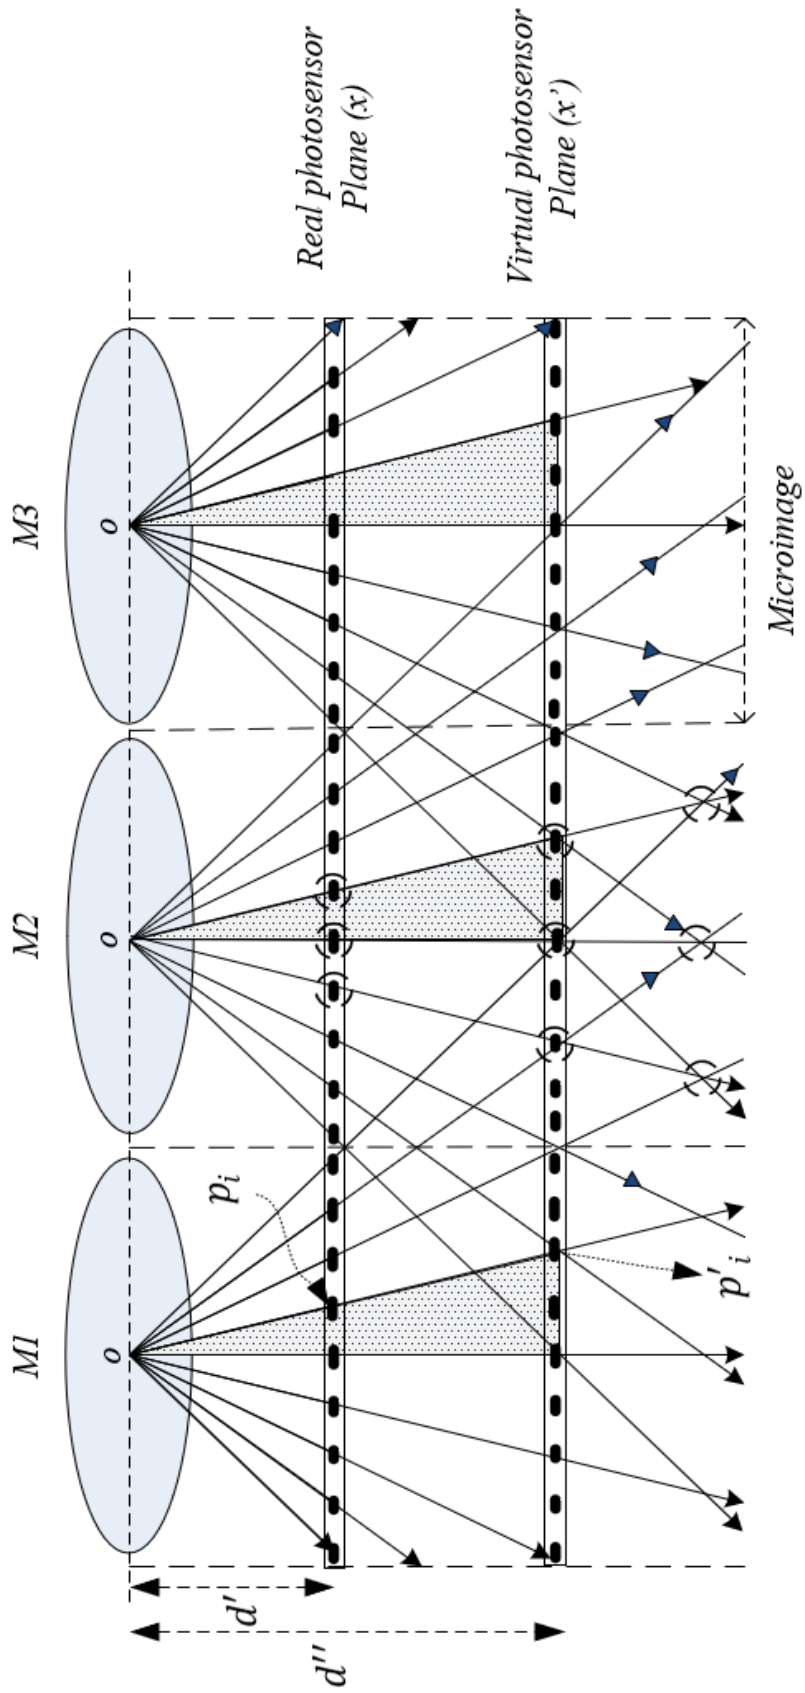 M1
M2
M3
o
o
o
d'
d''
p_i
p'_i
Real photosensor
Plane (x)
Virtual photosensor
Plane (x')
Microimage